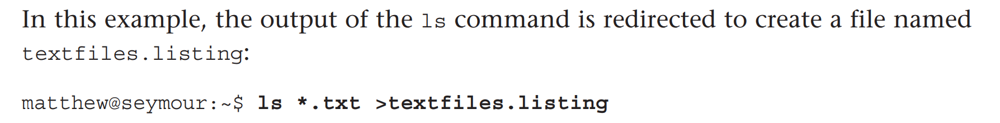 In this example, the output of the ls command is redirected to create a file named
textfiles.listing:
matthew@seymour:~$ ls *.txt >textfiles.listing